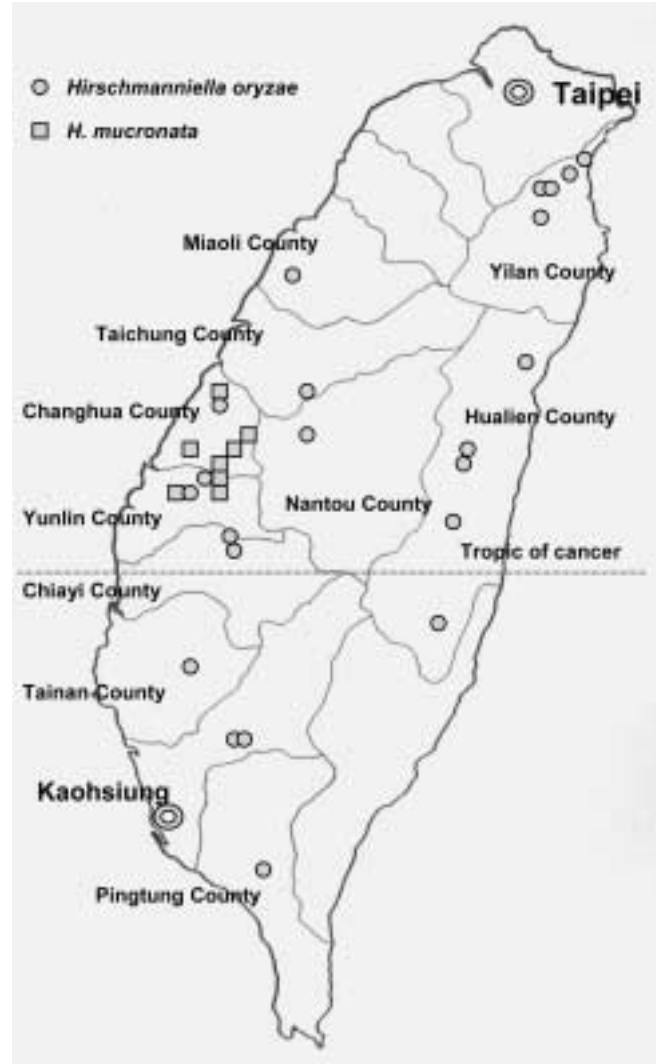 Hirschmanniella oryzae
Taipei
H. mucronata
Miaoli County
Yilan County
Taichung County
Changhua County
Hualien County
Nantou County
Yunlin County
Tropic of cancer
Chiayi County
Tainan County
Kaohsiung
Pingtung County